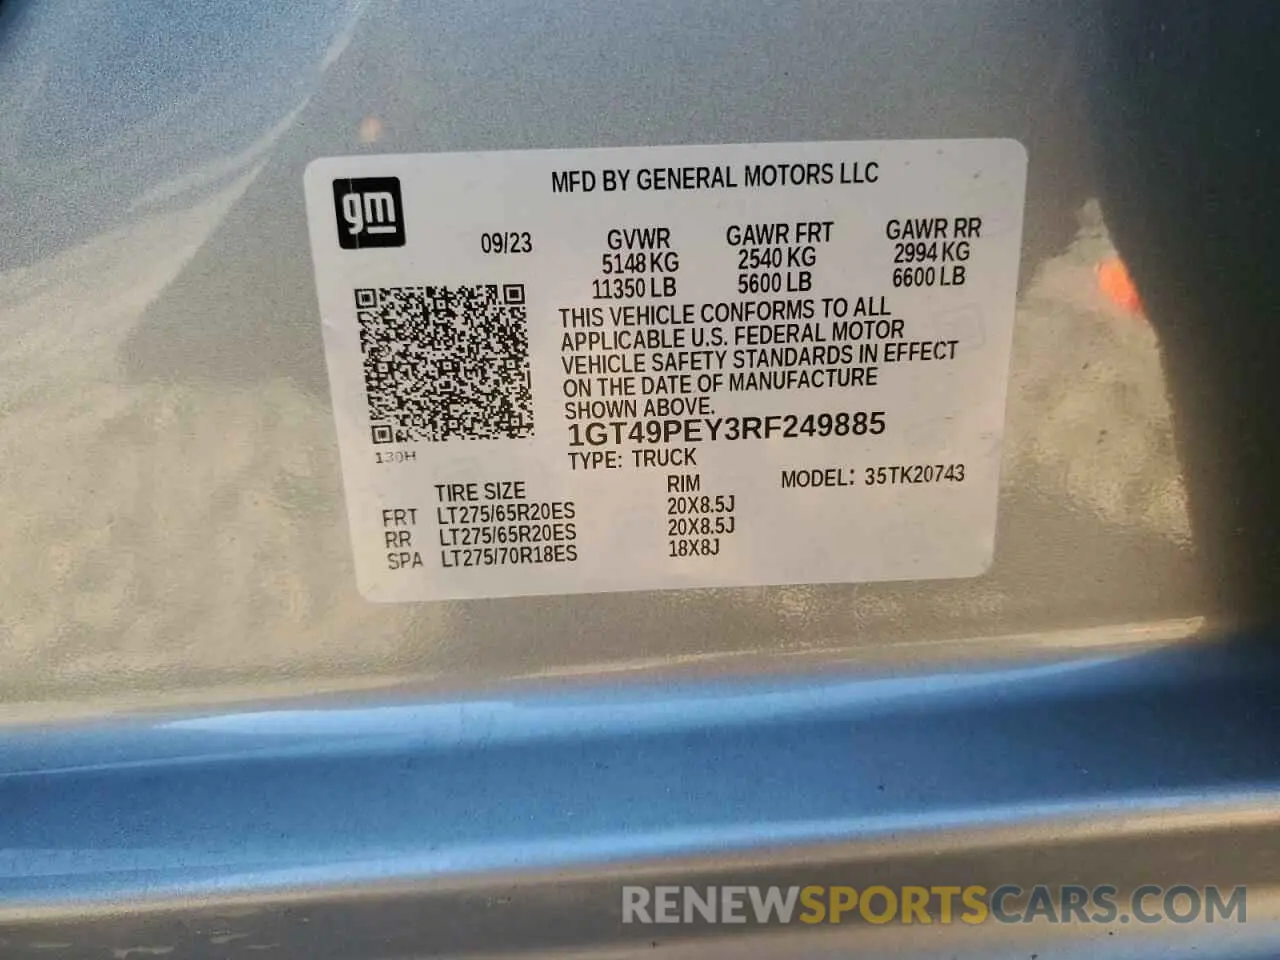 gm
MFD BY GENERAL MOTORS LLC
09/23 GVWR GAWR FRT GAWR RR
5148 KG 2540 KG 2994 KG
11350 LB 5600 LB 6600 LB
THIS VEHICLE CONFORMS TO ALL
APPLICABLE U.S. FEDERAL MOTOR
VEHICLE SAFETY STANDARDS IN EFFECT
ON THE DATE OF MANUFACTURE
SHOWN ABOVE.
1GT49PEY3RF249885
130H
TYPE: TRUCK
MODEL: 35TK20743
TIRE SIZE RIM
FRT LT275/65R20ES 20X8.5J
RR LT275/65R20ES 20X8.5J
SPA LT275/70R18ES 18X8J
RENEWSPORTSCARS.COM